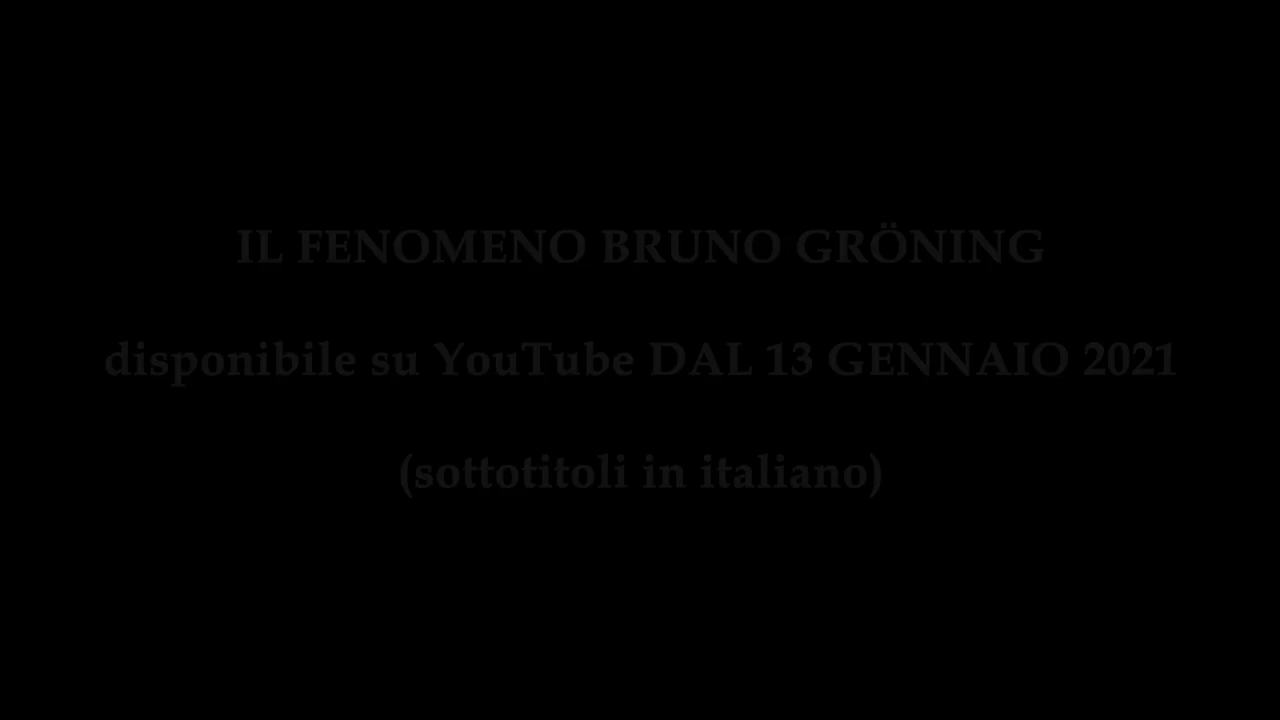 IL FENOMENO BRUNO GRÖNING
disponibile su YouTube DAL 13 GENNAIO 2021
(sottotitoli in italiano)